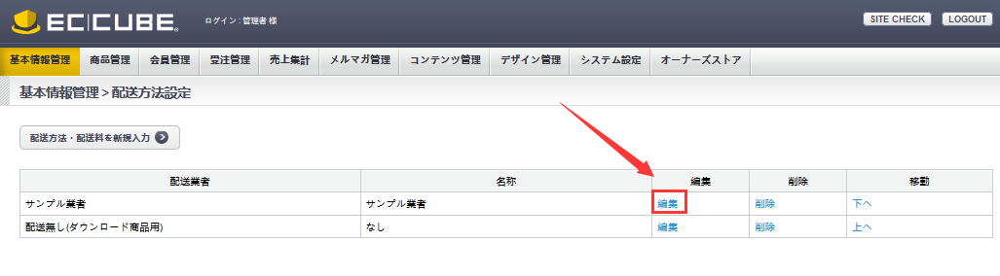 EC CUBE® ログイン : 管理者 様 SITE CHECK LOGOUT
基本情報管理 商品管理 会員管理 受注管理 売上集計 メルマガ管理 コンテンツ管理 デザイン管理 システム設定 オーナーズストア
基本情報管理 > 配送方法設定
配送方法・配送料を新規入力
配送業者 名称 編集 削除 移動
サンプル業者 サンプル業者 編集 削除 下へ
配送無し(ダウンロード商品用) なし 編集 削除 上へ